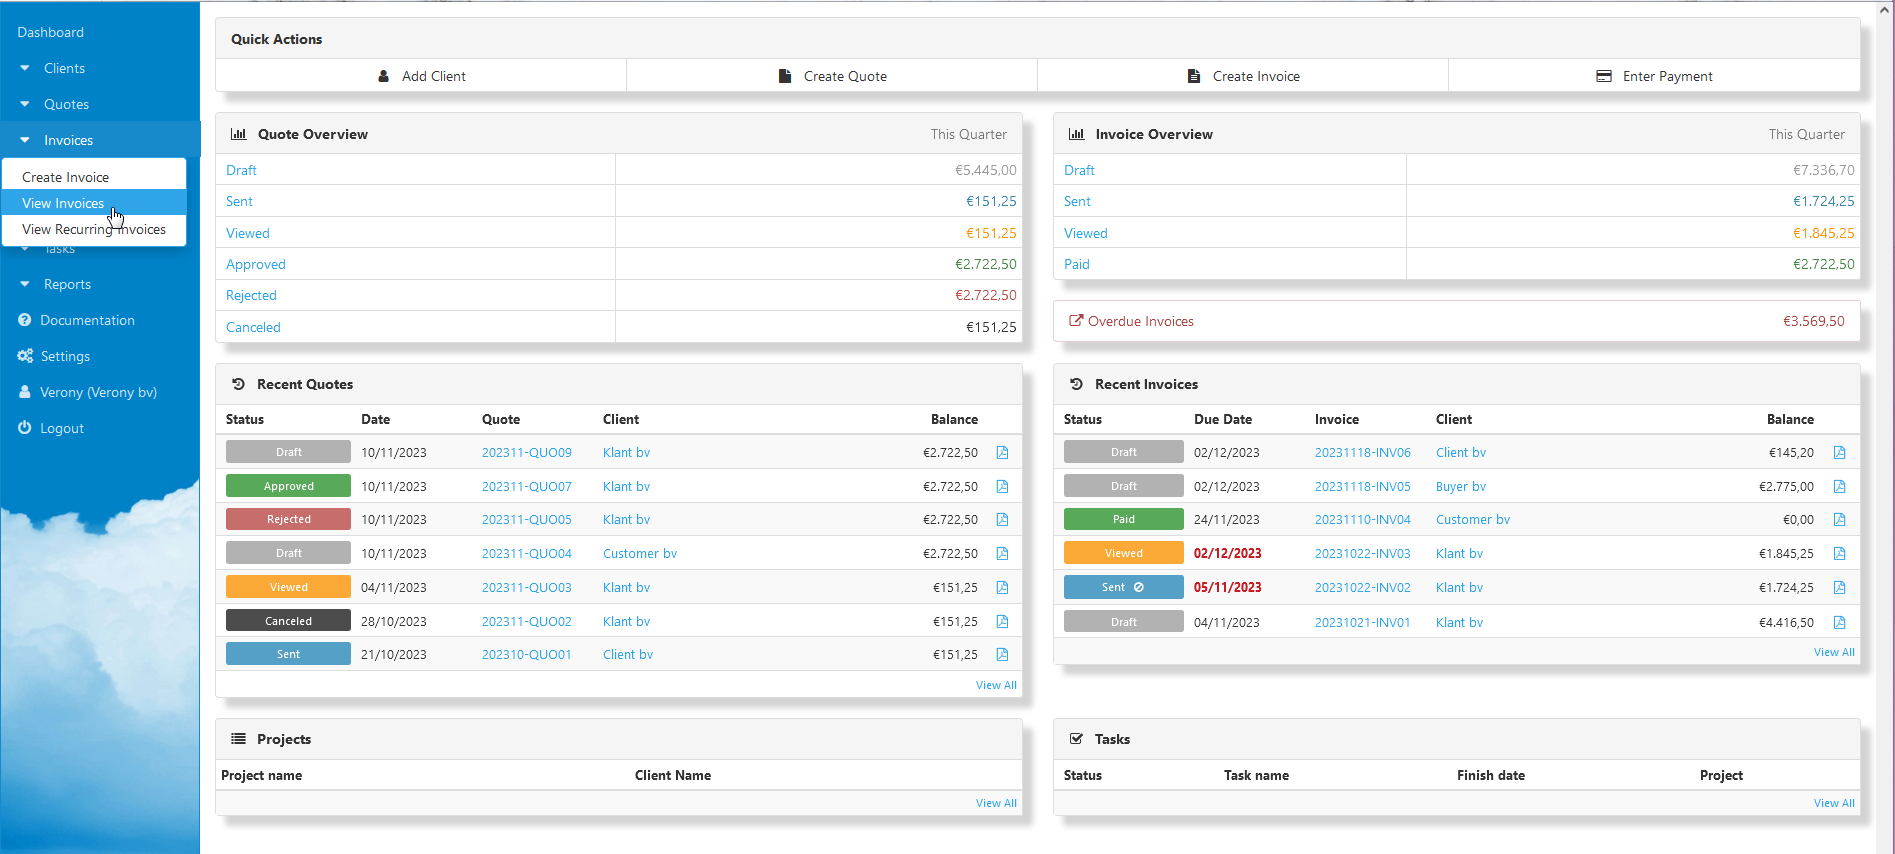 Dashboard
Clients
Quotes
Invoices
Create Invoice
View Invoices
View Recurring Invoices
Tasks
Reports
Documentation
Settings
Verony (Verony bv)
Logout
Quick Actions
Add Client Create Quote Create Invoice Enter Payment
Quote Overview This Quarter
Draft €5.445,00
Sent €151,25
Viewed €151,25
Approved €2.722,50
Rejected €2.722,50
Canceled €151,25
Invoice Overview This Quarter
Draft €7.336,70
Sent €1.724,25
Viewed €1.845,25
Paid €2.722,50
Overdue Invoices €3.569,50
Recent Quotes
Status Date Quote Client Balance
Draft 10/11/2023 202311-QUO09 Klant bv €2.722,50
Approved 10/11/2023 202311-QUO07 Klant bv €2.722,50
Rejected 10/11/2023 202311-QUO05 Klant bv €2.722,50
Draft 10/11/2023 202311-QUO04 Customer bv €2.722,50
Viewed 04/11/2023 202311-QUO03 Klant bv €151,25
Canceled 28/10/2023 202311-QUO02 Klant bv €151,25
Sent 21/10/2023 202310-QUO01 Client bv €151,25
View All
Recent Invoices
Status Due Date Invoice Client Balance
Draft 02/12/2023 20231118-INV06 Client bv €145,20
Draft 02/12/2023 20231118-INV05 Buyer bv €2.775,00
Paid 24/11/2023 20231110-INV04 Customer bv €0,00
Viewed 02/12/2023 20231022-INV03 Klant bv €1.845,25
Sent 05/11/2023 20231022-INV02 Klant bv €1.724,25
Draft 04/11/2023 20231021-INV01 Klant bv €4.416,50
View All
Projects
Project name Client Name
View All
Tasks
Status Task name Finish date Project
View All